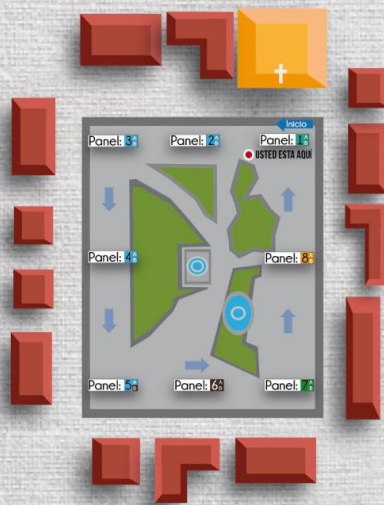 Inicio
Panel: 3 A B
Panel: 2 A B
Panel: 1 A B
USTED ESTA AQUÍ
Panel: 4 A B
Panel: 8 A B
Panel: 5 A B
Panel: 6 A B
Panel: 7 A B